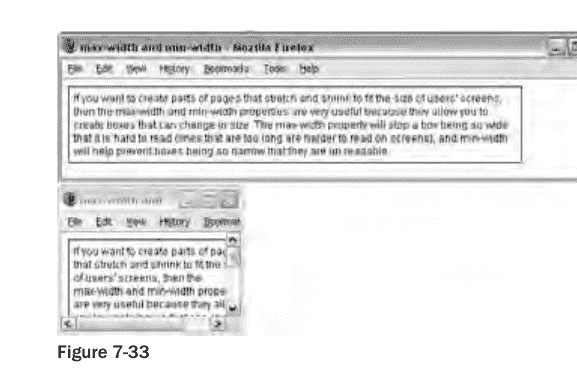 max-width and min-width - Mozilla Firefox
File Edit View History Bookmarks Tools Help
If you want to create parts of pages that stretch and shrink to fit the size of users' screens,
then the max-width and min-width properties are very useful because they allow you to
create boxes that can change in size. The max-width property will stop a box being so wide
that it is hard to read (lines that are too long are harder to read on screens), and min-width
will help prevent boxes being so narrow that they are un readable.
max-width and
File Edit View History Bookmar
If you want to create parts of pag
that stretch and shrink to fit the
of users' screens, then the
max-width and min-width prope
are very useful because they all
Figure 7-33